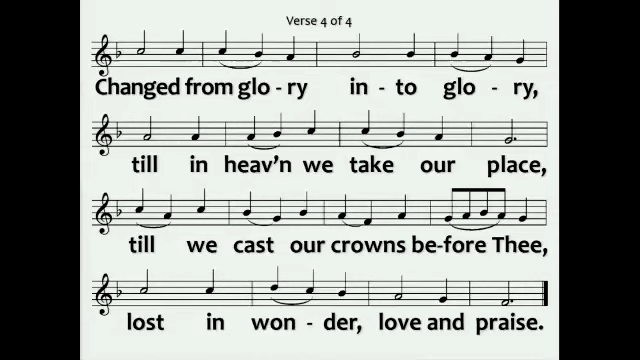 Verse 4 of 4
Changed from glo - ry in - to glo - ry,
till in heav'n we take our place,
till we cast our crowns be-fore Thee,
lost in won - der, love and praise.